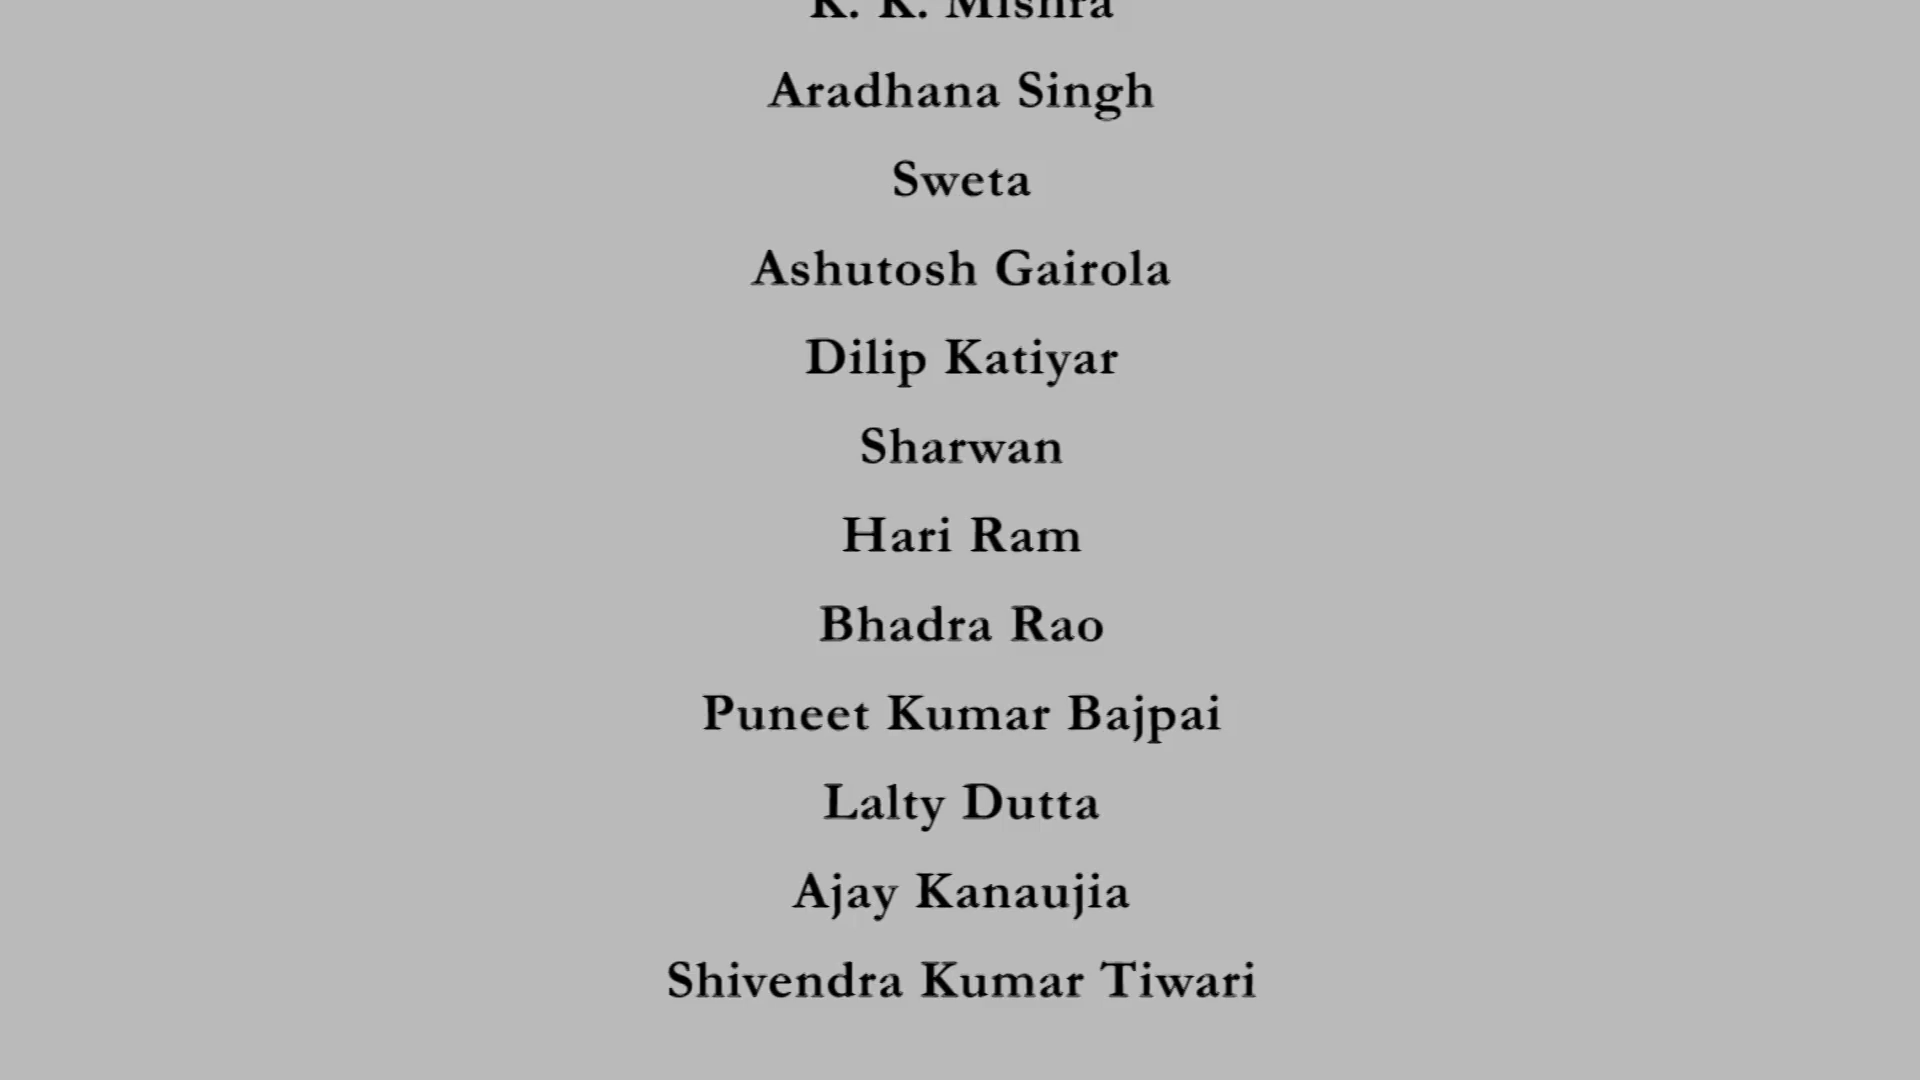 K. K. Mishra
Aradhana Singh
Sweta
Ashutosh Gairola
Dilip Katiyar
Sharwan
Hari Ram
Bhadra Rao
Puneet Kumar Bajpai
Lalty Dutta
Ajay Kanaujia
Shivendra Kumar Tiwari